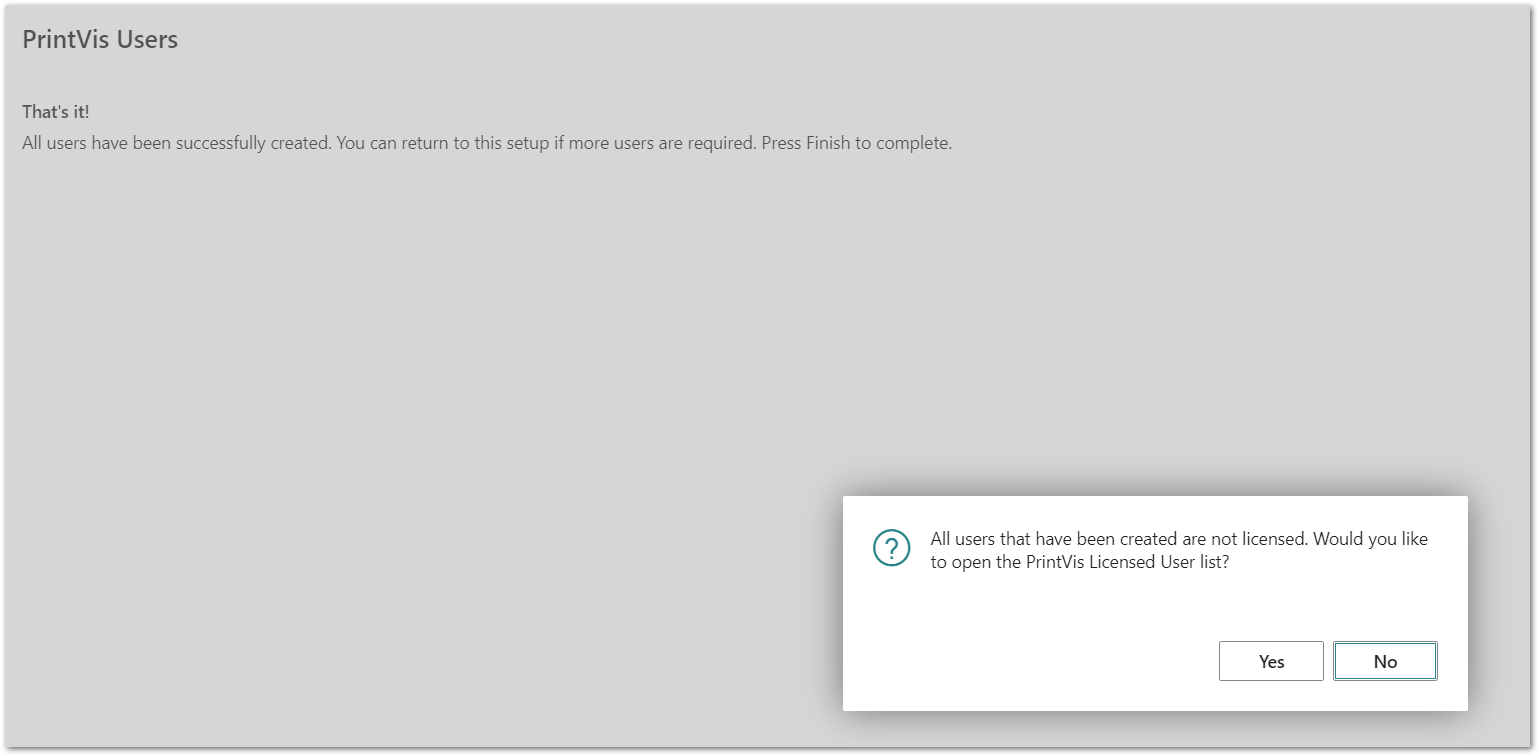 PrintVis Users
That's it!
All users have been successfully created. You can return to this setup if more users are required. Press Finish to complete.
?
All users that have been created are not licensed. Would you like
to open the PrintVis Licensed User list?
Yes No